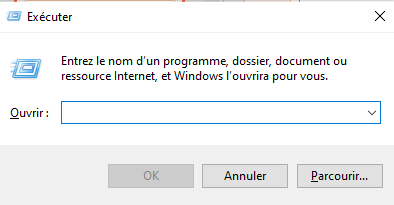 Exécuter
Entrez le nom d'un programme, dossier, document ou
ressource Internet, et Windows l'ouvrira pour vous.
Ouvrir :
OK
Annuler
Parcourir...